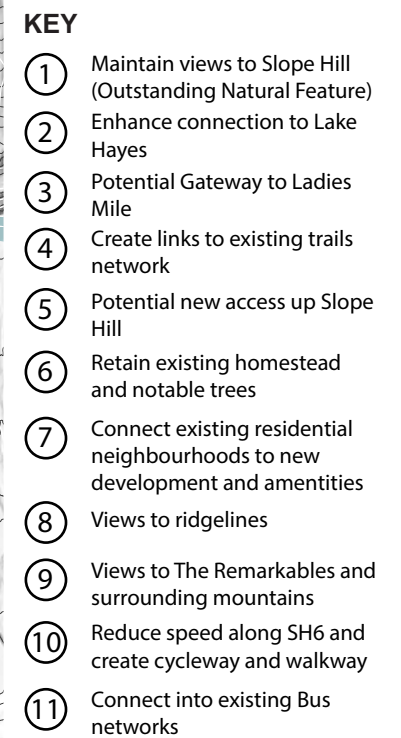 KEY
1 Maintain views to Slope Hill
(Outstanding Natural Feature)
2 Enhance connection to Lake
Hayes
3 Potential Gateway to Ladies
Mile
4 Create links to existing trails
network
5 Potential new access up Slope
Hill
6 Retain existing homestead
and notable trees
7 Connect existing residential
neighbourhoods to new
development and amentities
8 Views to ridgelines
9 Views to The Remarkables and
surrounding mountains
10 Reduce speed along SH6 and
create cycleway and walkway
11 Connect into existing Bus
networks